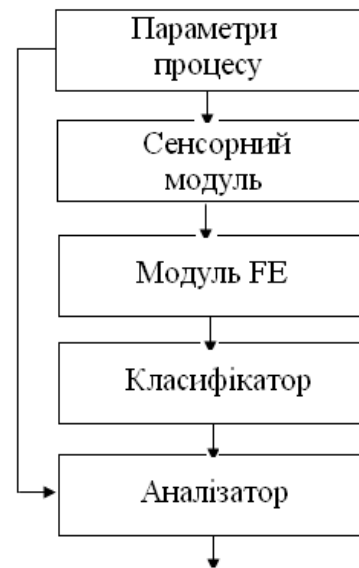 Параметри
процесу
Сенсорний
модуль
Модуль FE
Класифікатор
Аналізатор